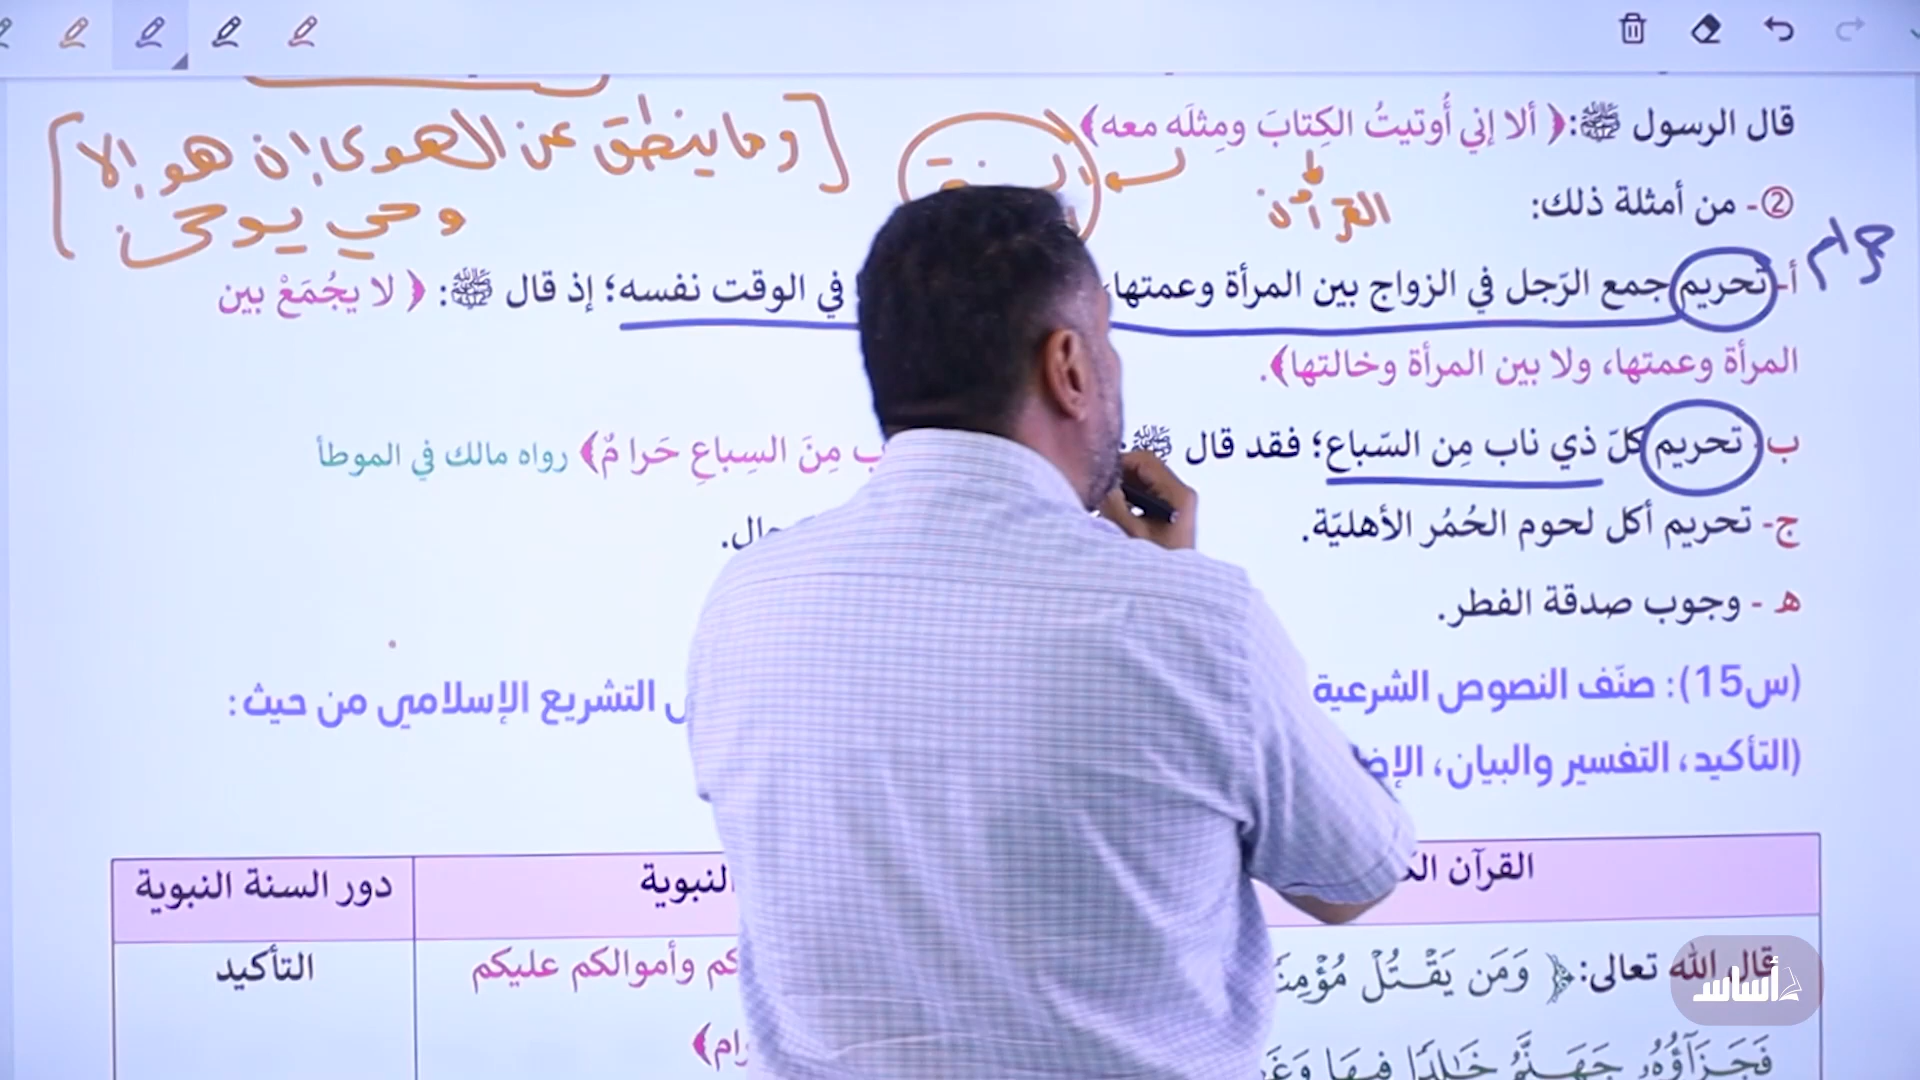 قال الرسول ﷺ: ﴿ ألا إني أُوتيتُ الكِتابَ ومِثلَه معه﴾
[وما ينطق عن الهوى إن هو إلا
وحي يوحى]
القرآن
②- من أمثلة ذلك:
حرام
أ- تحريم جمع الرّجل في الزواج بين المرأة وعمتها، في الوقت نفسه؛ إذ قال ﷺ: ﴿ لا يجُمَعْ بين
المرأة وعمتها، ولا بين المرأة وخالتها﴾.
ب- تحريم كلّ ذي ناب مِن السّباع؛ فقد قال ﷺ: مِنَ السِباعِ حَرا مٌ﴾ رواه مالك في الموطأ
ج- تحريم أكل لحوم الحُمُر الأهليّة.
هـ - وجوب صدقة الفطر.
(س15): صنّف النصوص الشرعية التشريع الإسلامي من حيث:
(التأكيد، التفسير والبيان،
القرآن النبوية دور السنة النبوية
قال الله تعالى:﴿ وَمَن يَقْتُلْ وأموالكم عليكم التأكيد
فَجَزَآؤُهُۥ جَهَنَّمُ خَٰلِدًا فِيهَا
أساس